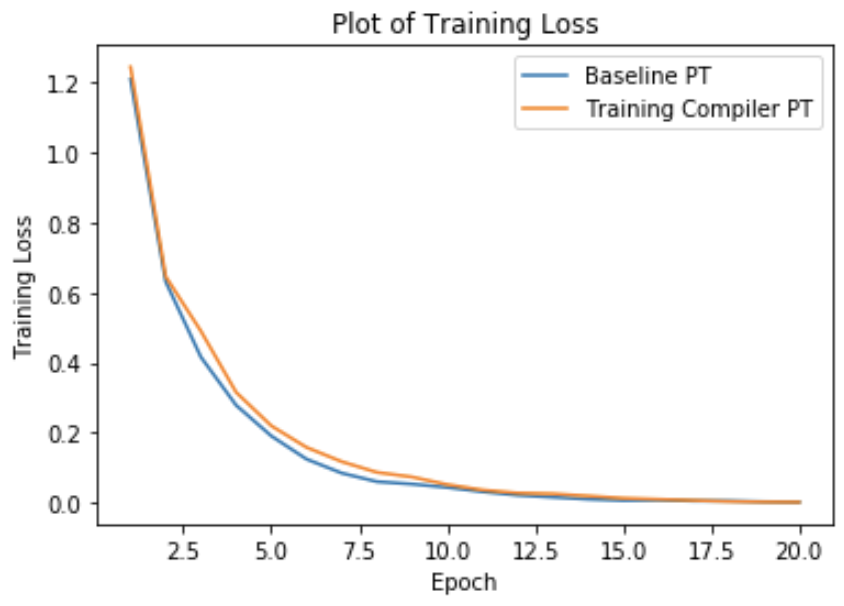 Plot of Training Loss
Baseline PT
Training Compiler PT
1.2
1.0
0.8
0.6
0.4
0.2
0.0
Training Loss
2.5 5.0 7.5 10.0 12.5 15.0 17.5 20.0
Epoch